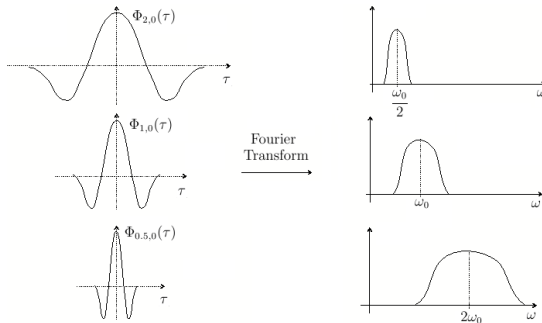 Φ2,0(τ)
τ
ω0/2
ω
Φ1,0(τ)
τ
Fourier
Transform
ω0
ω
Φ0.5,0(τ)
τ
2ω0
ω